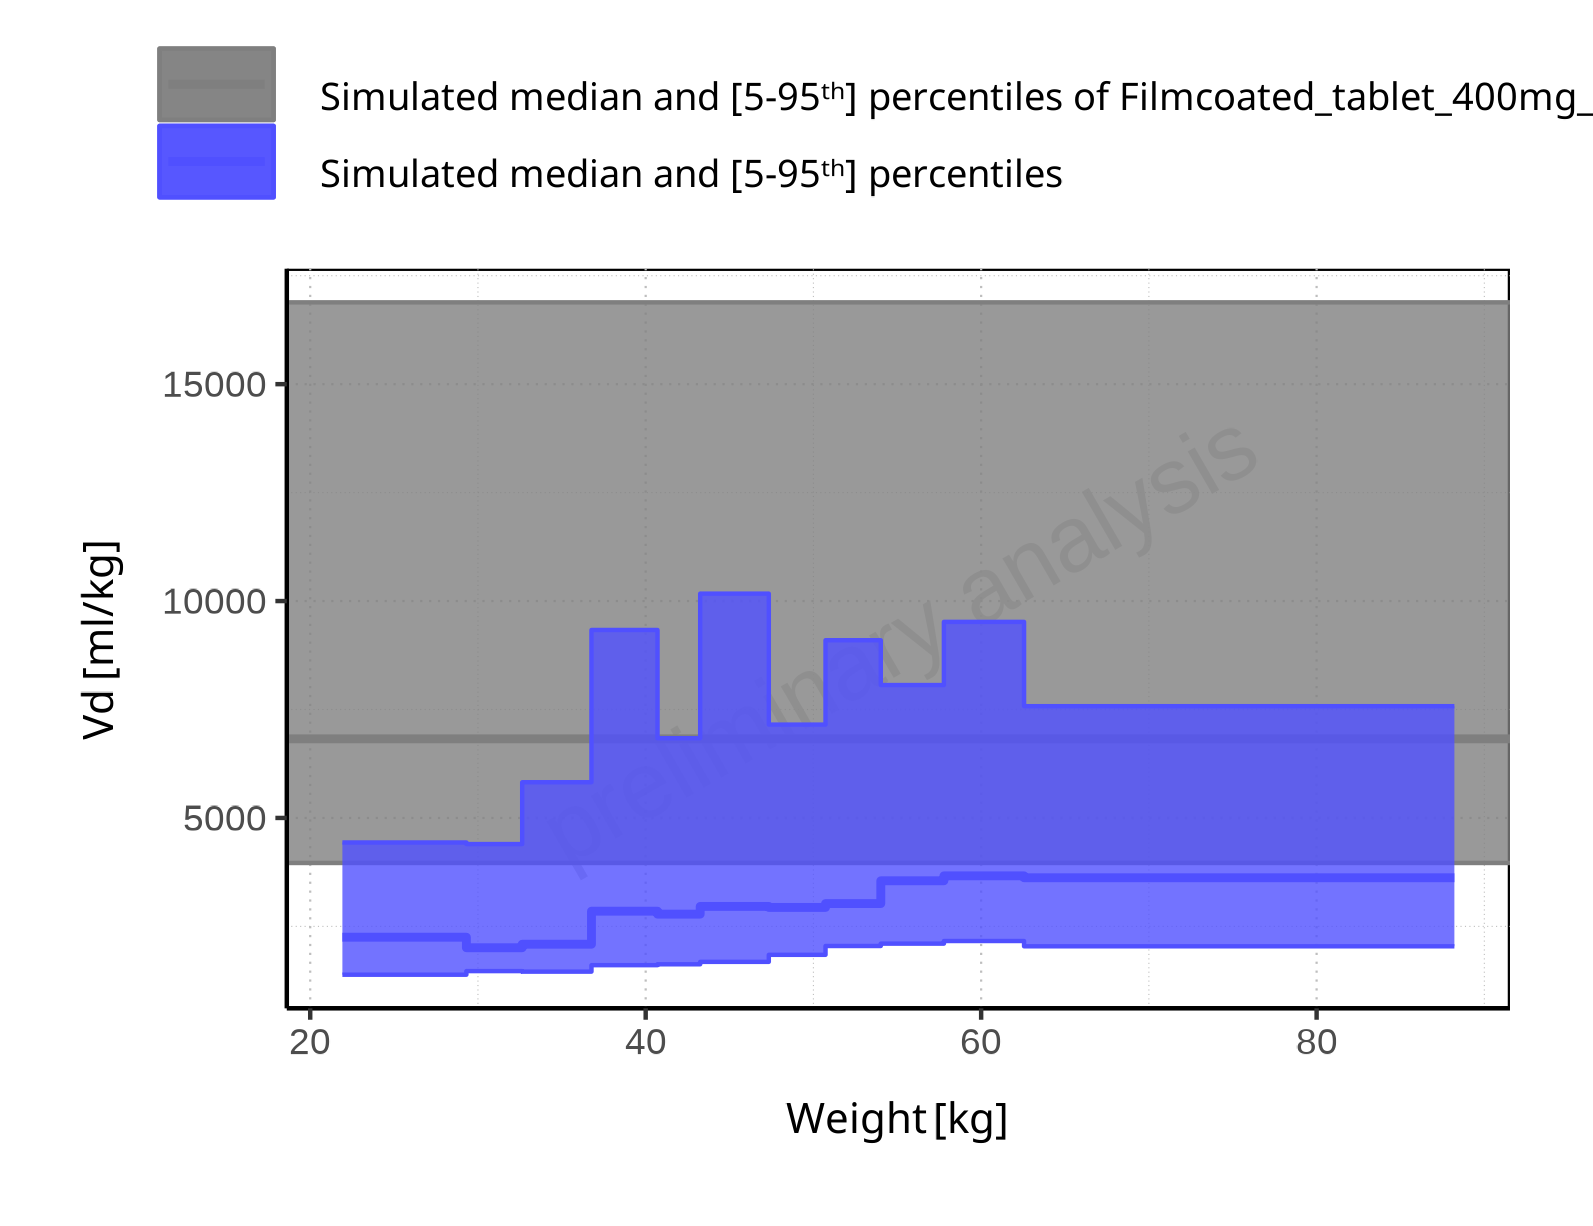 Simulated median and [5-95ᵗʰ] percentiles of Filmcoated_tablet_400mg_
Simulated median and [5-95ᵗʰ] percentiles
15000
10000
5000
Vd [ml/kg]
preliminary analysis
20 40 60 80
Weight [kg]